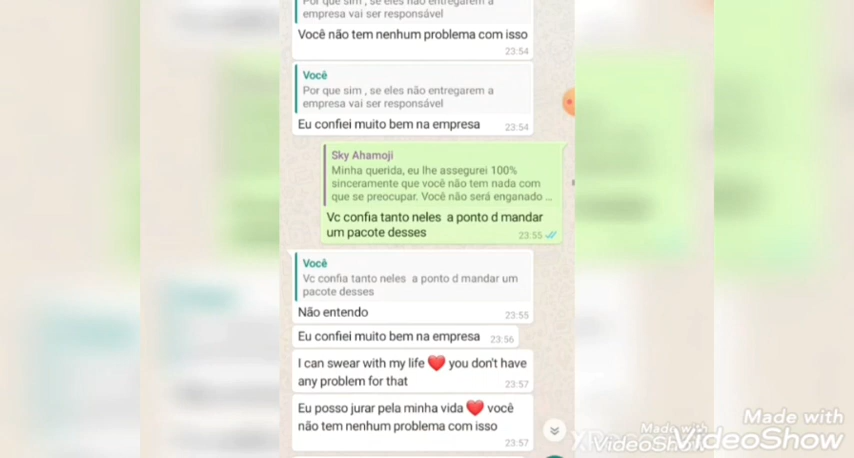 Por que sim , se eles não entregarem a
empresa vai ser responsável
Você não tem nenhum problema com isso
23:54
Você
Por que sim , se eles não entregarem a
empresa vai ser responsável
Eu confiei muito bem na empresa
23:54
Sky Ahamoji
Minha querida, eu lhe assegurei 100%
sinceramente que você não tem nada com
que se preocupar. Você não será enganado ...
Vc confia tanto neles a ponto d mandar
um pacote desses
23:55
Você
Vc confia tanto neles a ponto d mandar um
pacote desses
Não entendo
23:55
Eu confiei muito bem na empresa
23:56
I can swear with my life ❤️ you don't have
any problem for that
23:57
Eu posso jurar pela minha vida ❤️ você
não tem nenhum problema com isso
23:57
Made with
VideoShow
Made with
VideoShow